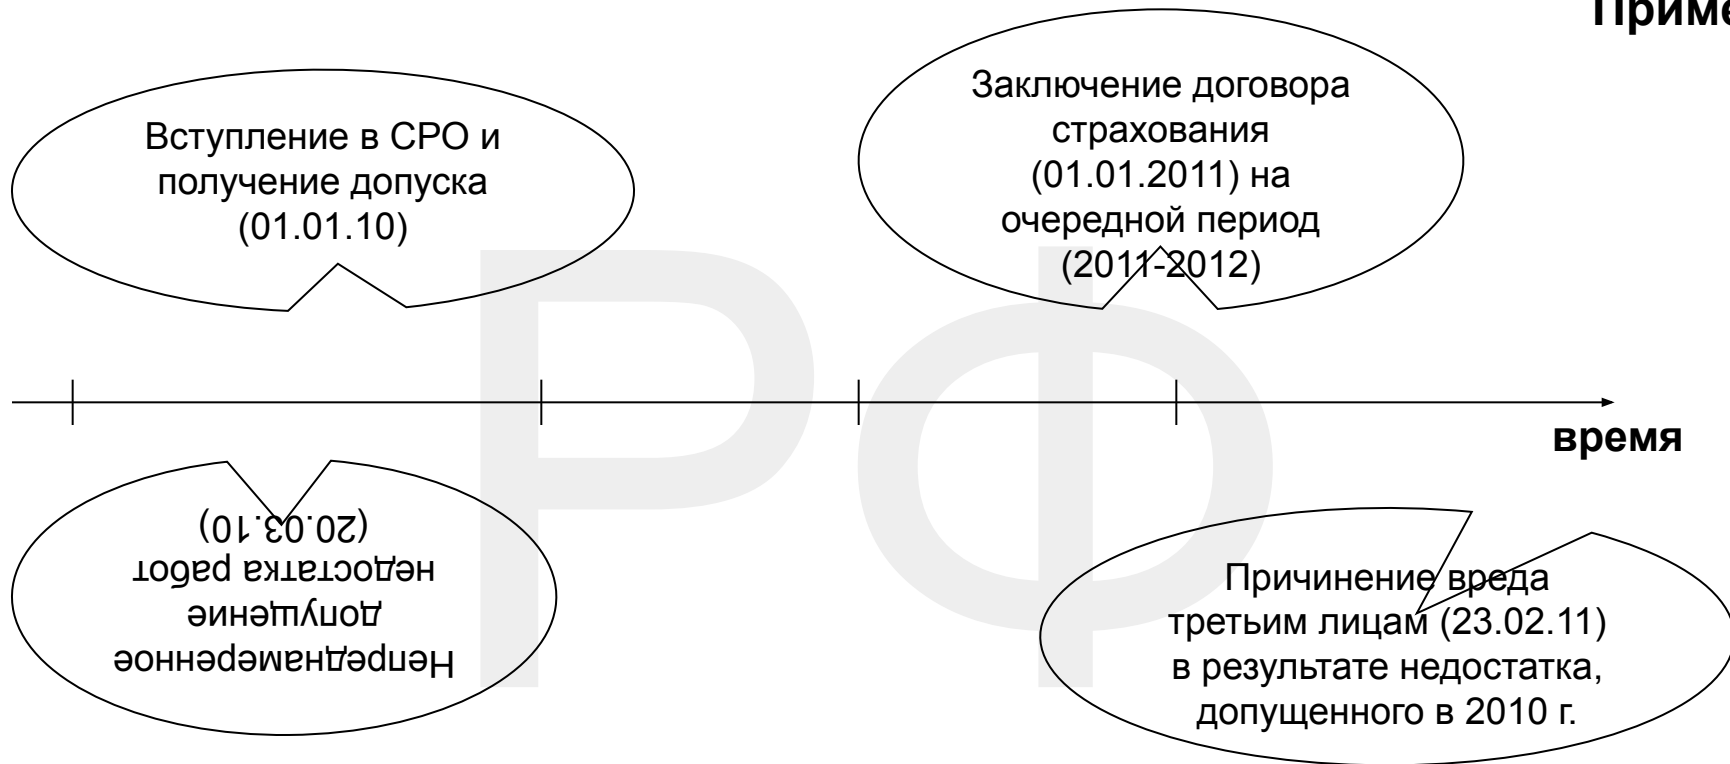 Приме
Вступление в СРО и
получение допуска
(01.01.10)
Заключение договора
страхования
(01.01.2011) на
очередной период
(2011-2012)
время
Непреднамеренное
допущение
недостатка работ
(20.03.10)
Причинение вреда
третьим лицам (23.02.11)
в результате недостатка,
допущенного в 2010 г.
РФ